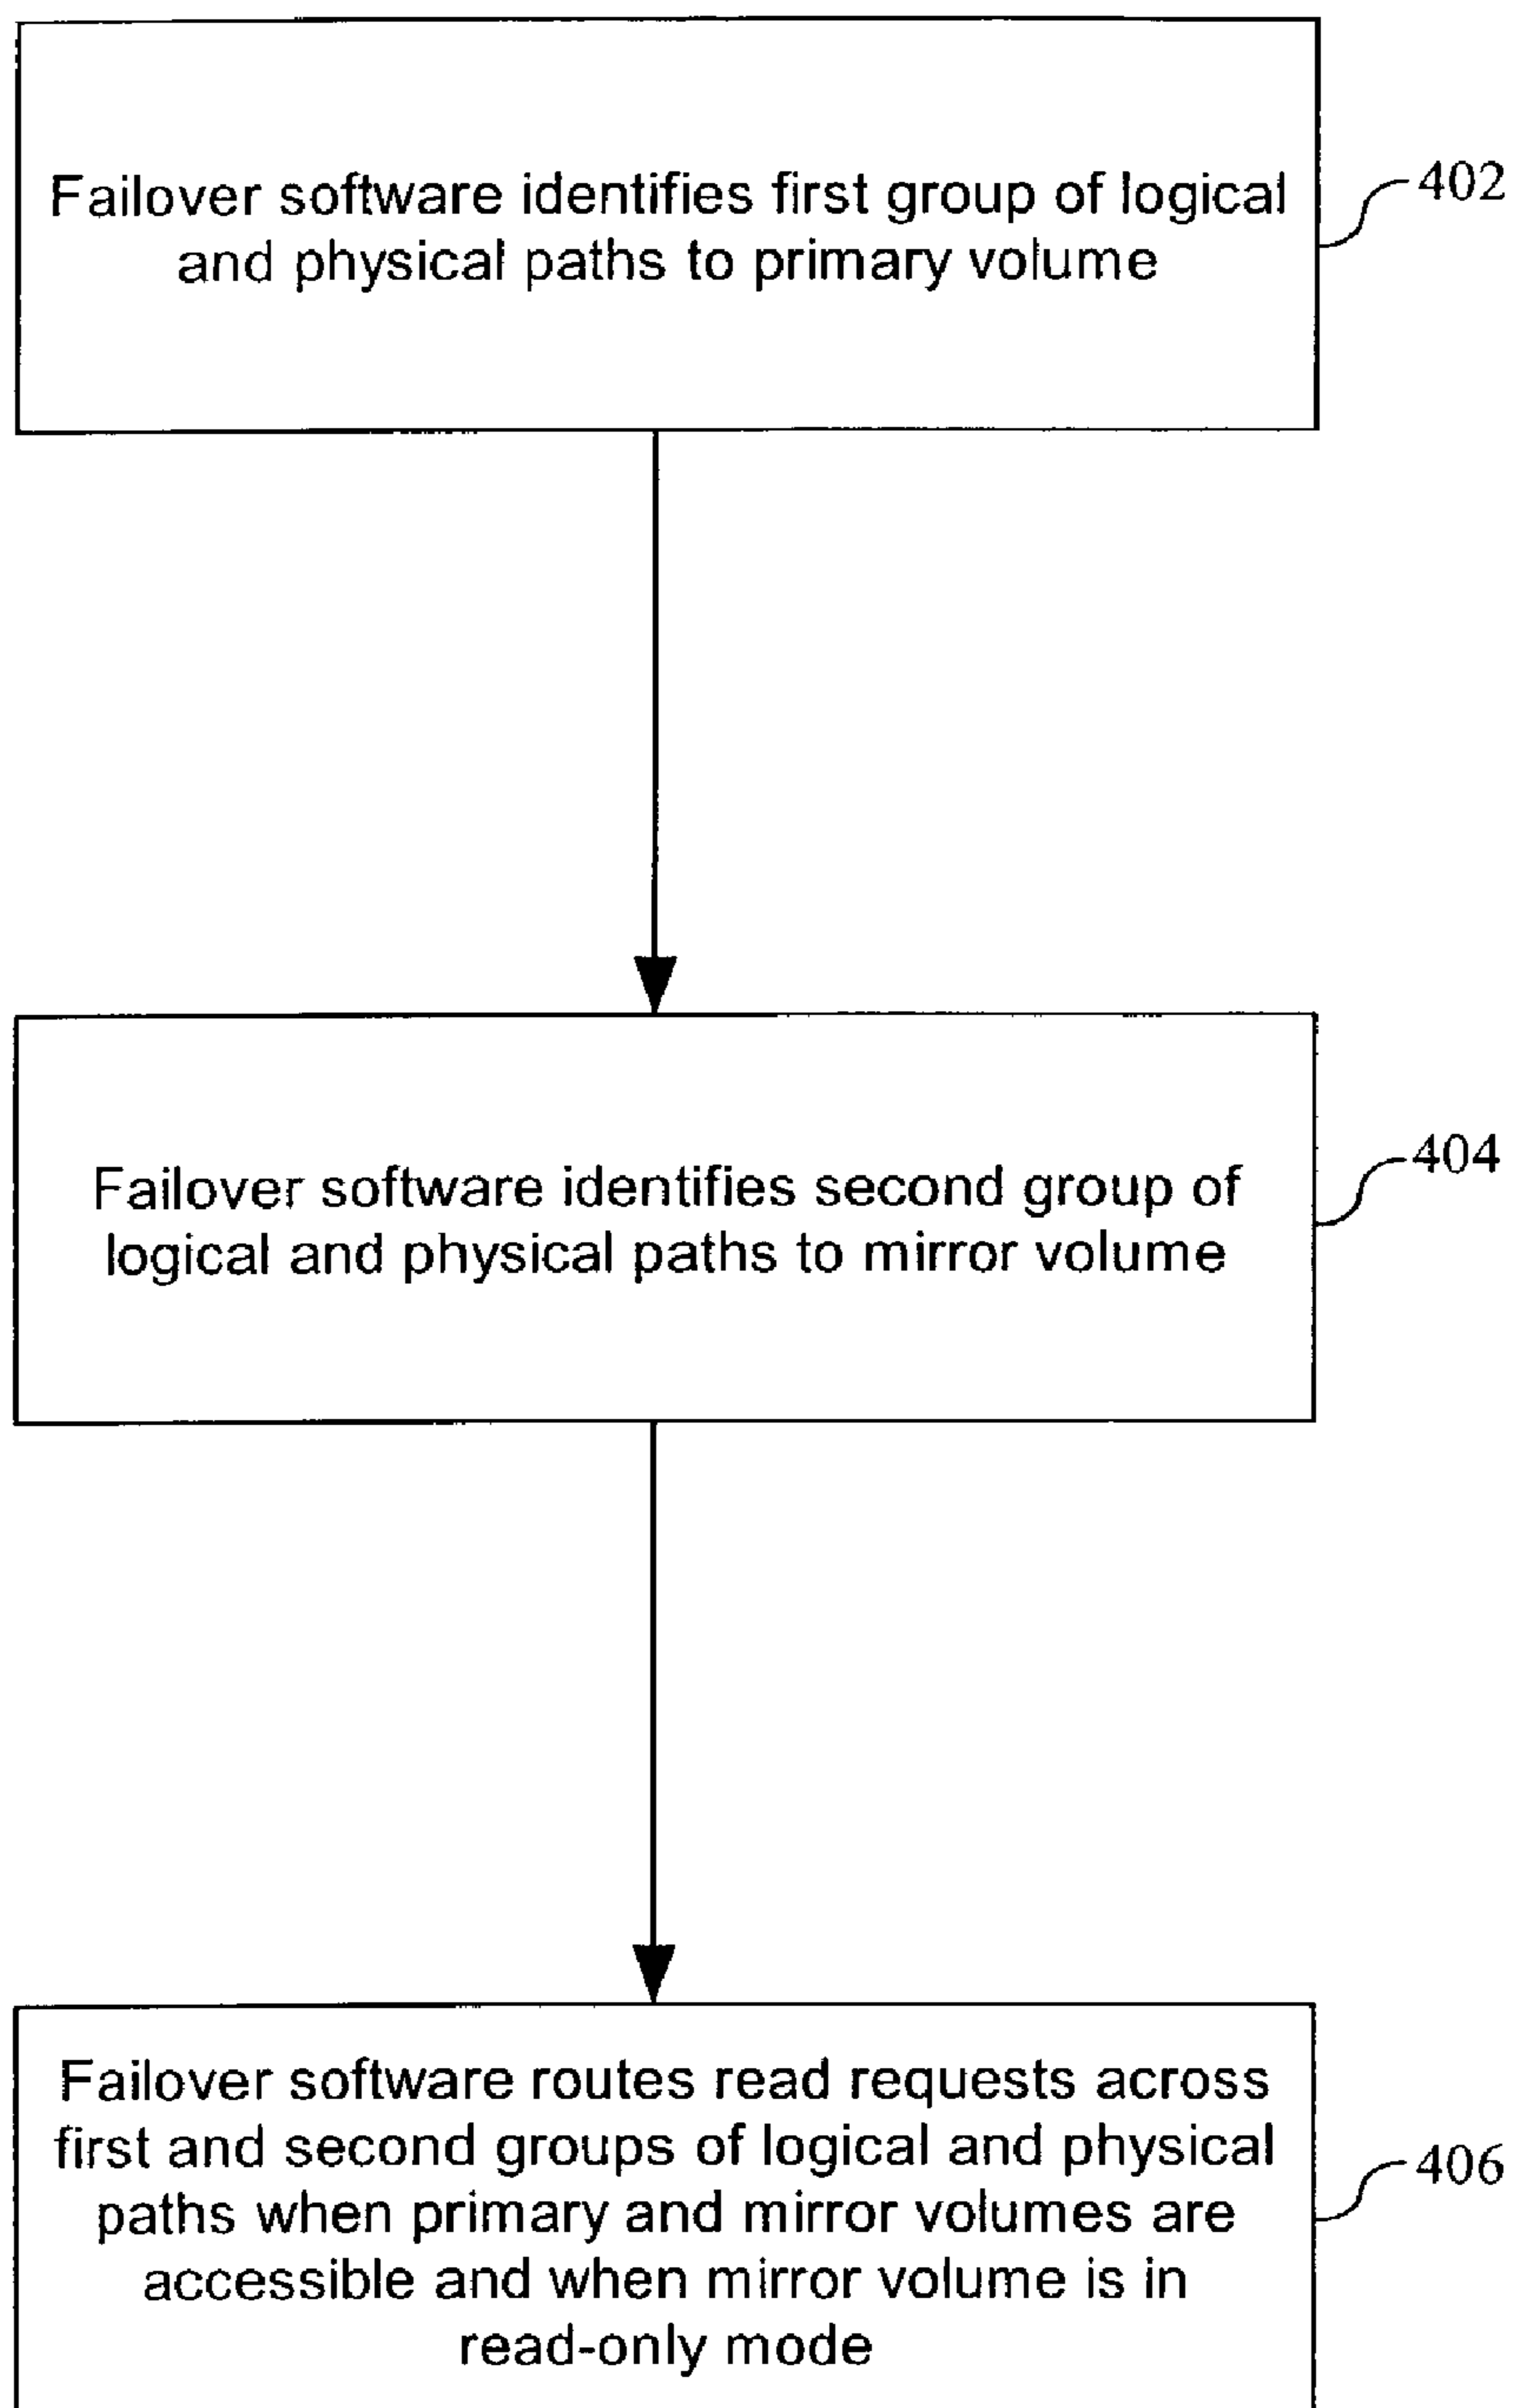 Failover software identifies first group of logical
and physical paths to primary volume
402
Failover software identifies second group of
logical and physical paths to mirror volume
404
Failover software routes read requests across
first and second groups of logical and physical
paths when primary and mirror volumes are
accessible and when mirror volume is in
read-only mode
406